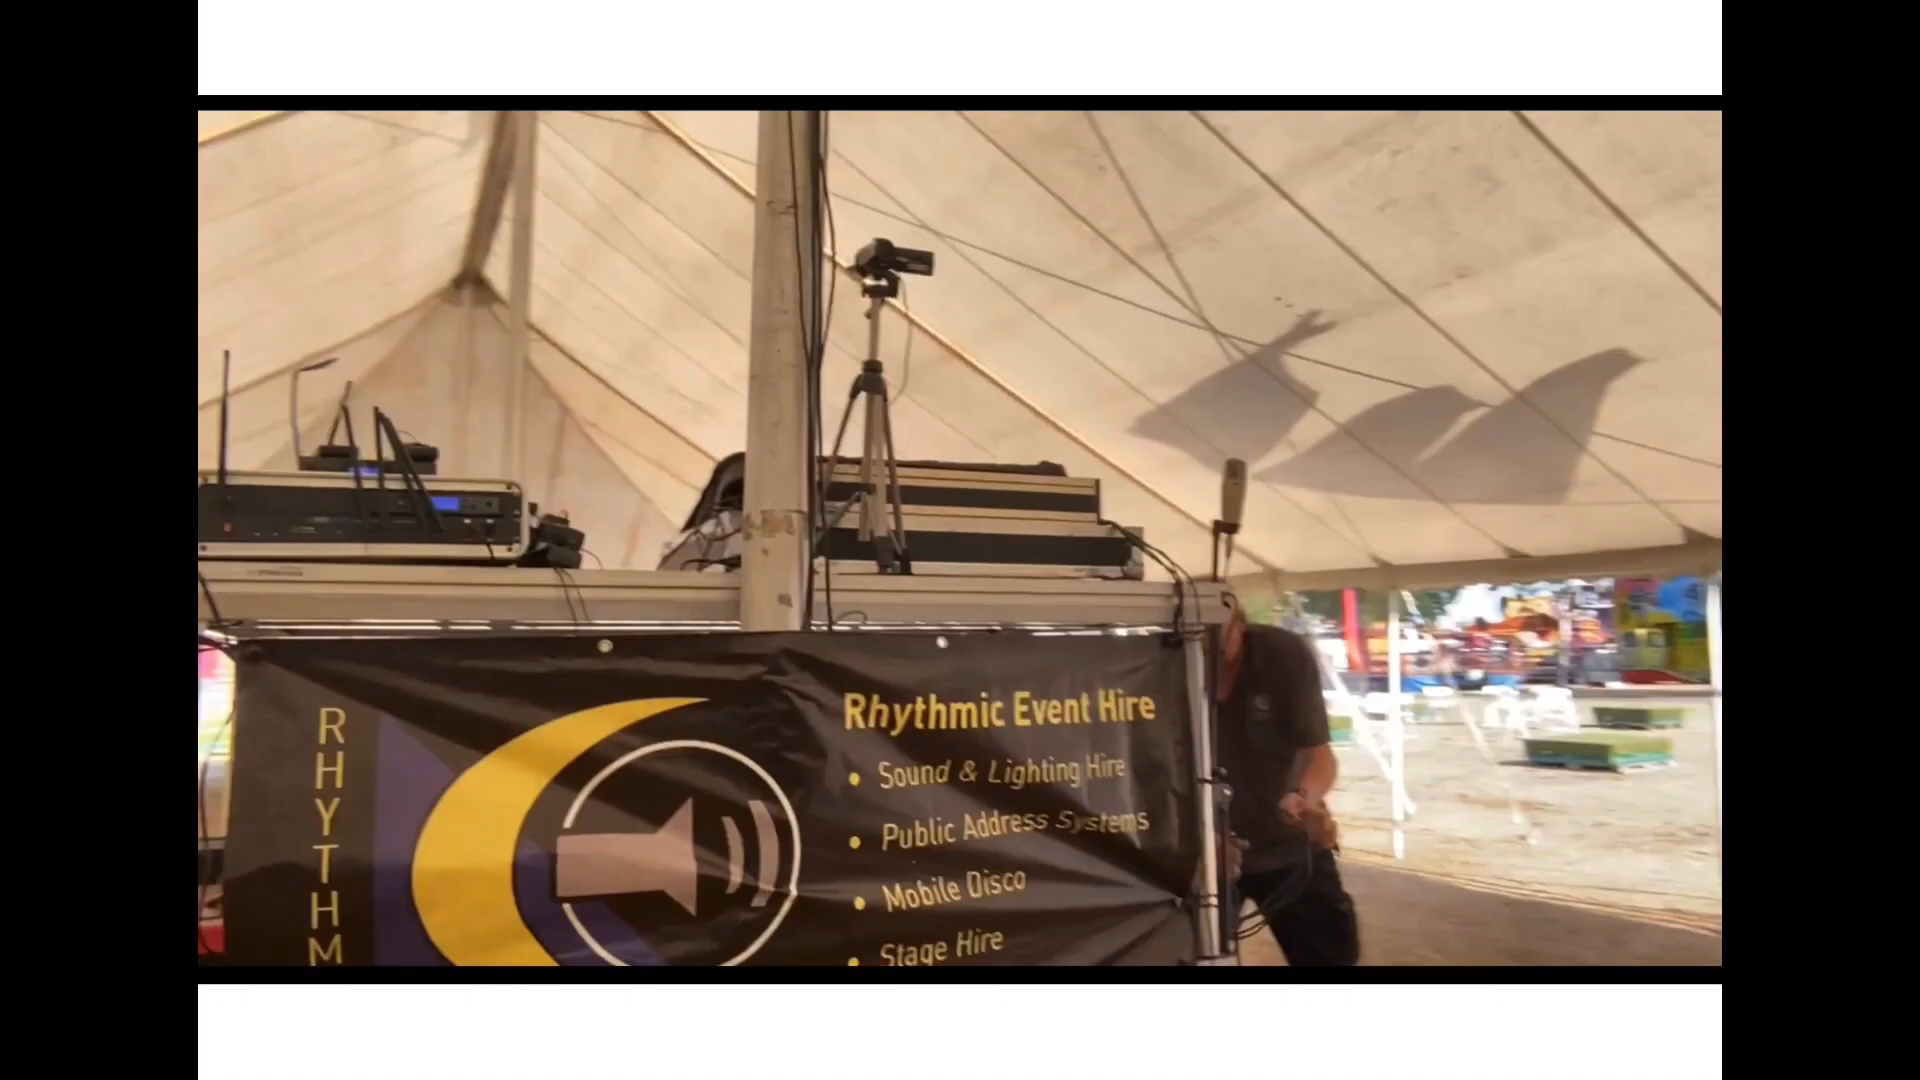 RHYTHM
Rhythmic Event Hire
• Sound & Lighting Hire
• Public Address Systems
• Mobile Disco
• Stage Hire